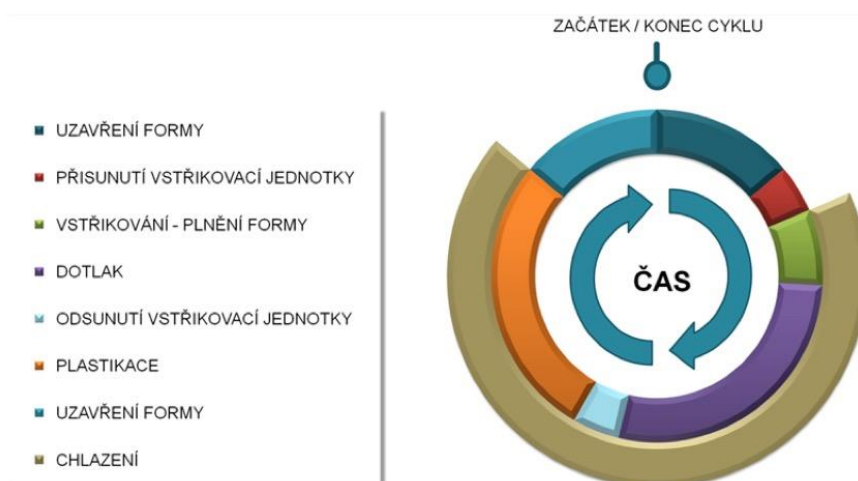 ZAČÁTEK / KONEC CYKLU
UZAVŘENÍ FORMY
PŘISUNUTÍ VSTŘIKOVACÍ JEDNOTKY
VSTŘIKOVÁNÍ - PLNĚNÍ FORMY
DOTLAK
ODSUNUTÍ VSTŘIKOVACÍ JEDNOTKY
PLASTIKACE
UZAVŘENÍ FORMY
CHLAZENÍ
ČAS